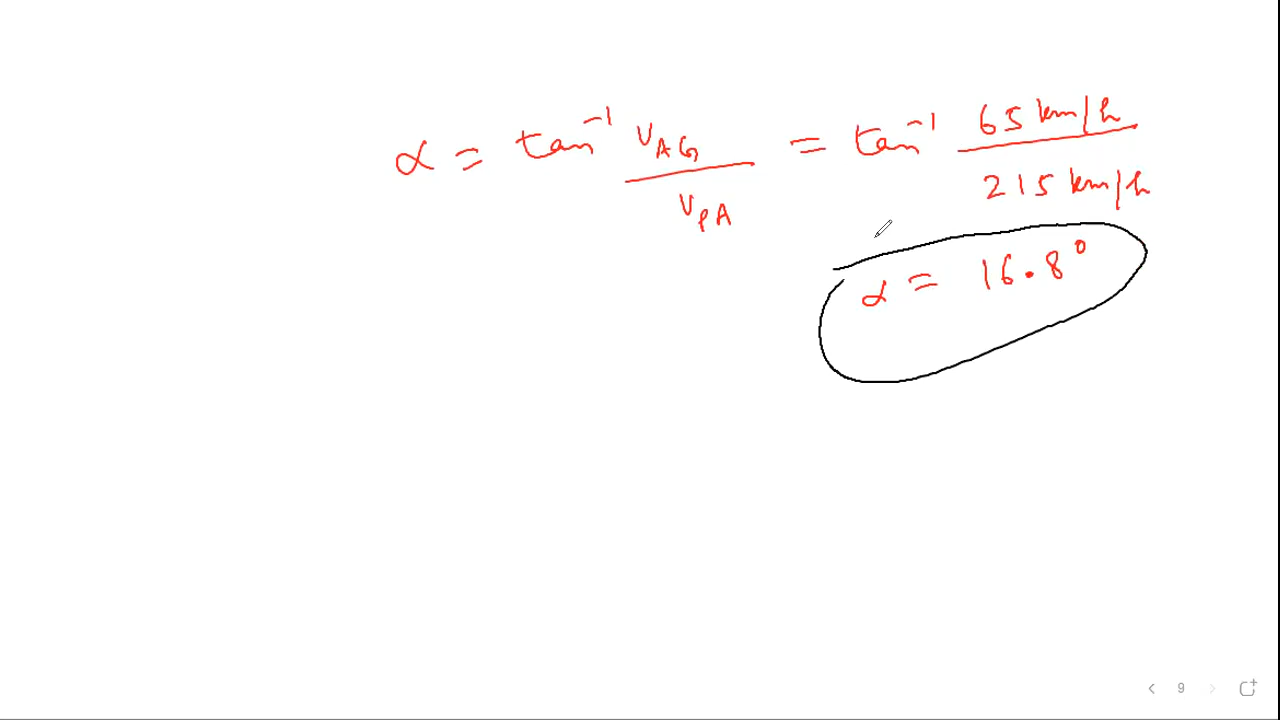 α = tan⁻¹ V_AG / V_PA = tan⁻¹ 65 km/h / 215 km/h
α = 16.8°
9